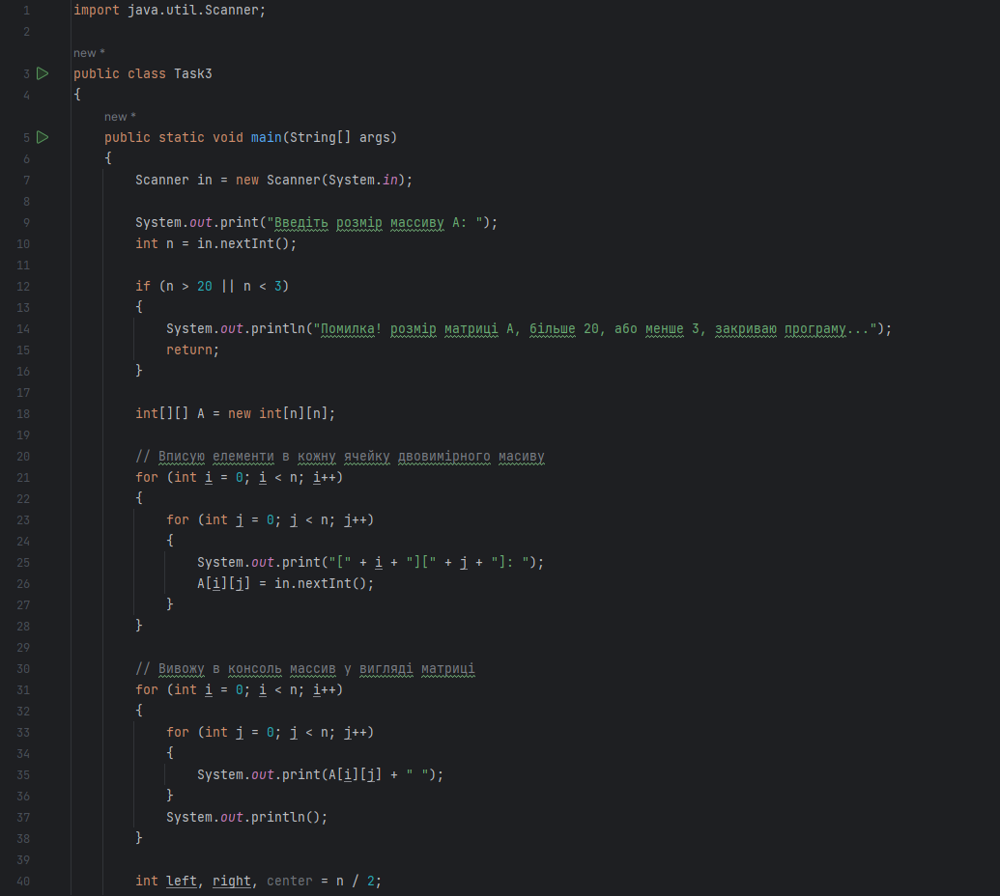 1 import java.util.Scanner;
2
new *
3 public class Task3
4 {
new *
5 public static void main(String[] args)
6 {
7 Scanner in = new Scanner(System.in);
8
9 System.out.print("Введіть розмір массиву A: ");
10 int n = in.nextInt();
11
12 if (n > 20 || n < 3)
13 {
14 System.out.println("Помилка! розмір матриці A, більше 20, або менше 3, закриваю програму...");
15 return;
16 }
17
18 int[][] A = new int[n][n];
19
20 // Вписую елементи в кожну ячейку двовимірного масиву
21 for (int i = 0; i < n; i++)
22 {
23 for (int j = 0; j < n; j++)
24 {
25 System.out.print("[" + i + "][" + j + "]: ");
26 A[i][j] = in.nextInt();
27 }
28 }
29
30 // Вивожу в консоль массив у вигляді матриці
31 for (int i = 0; i < n; i++)
32 {
33 for (int j = 0; j < n; j++)
34 {
35 System.out.print(A[i][j] + " ");
36 }
37 System.out.println();
38 }
39
40 int left, right, center = n / 2;